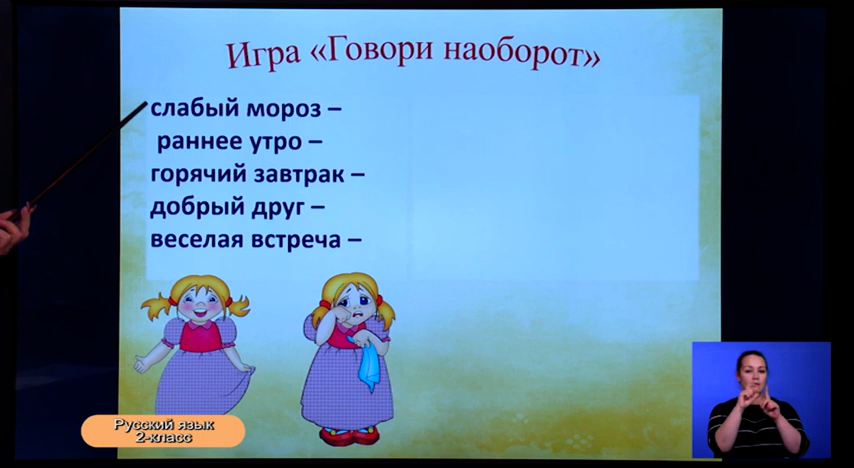 Игра «Говори наоборот»
слабый мороз –
раннее утро –
горячий завтрак –
добрый друг –
веселая встреча –
Русский язык
2-класс